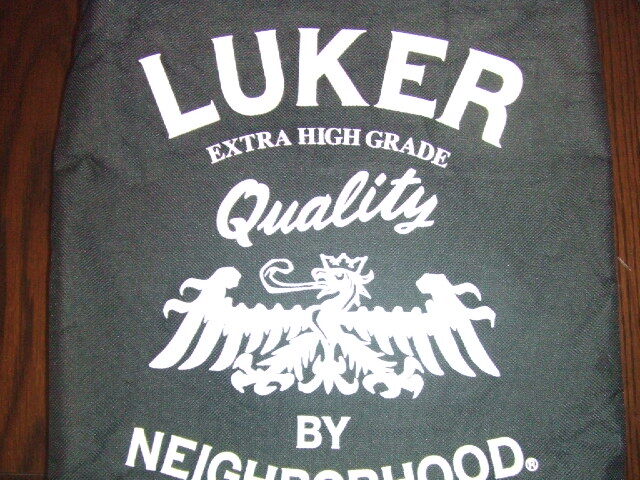 LUKER
EXTRA HIGH GRADE
Quality
BY
NEIGHBORHOOD®